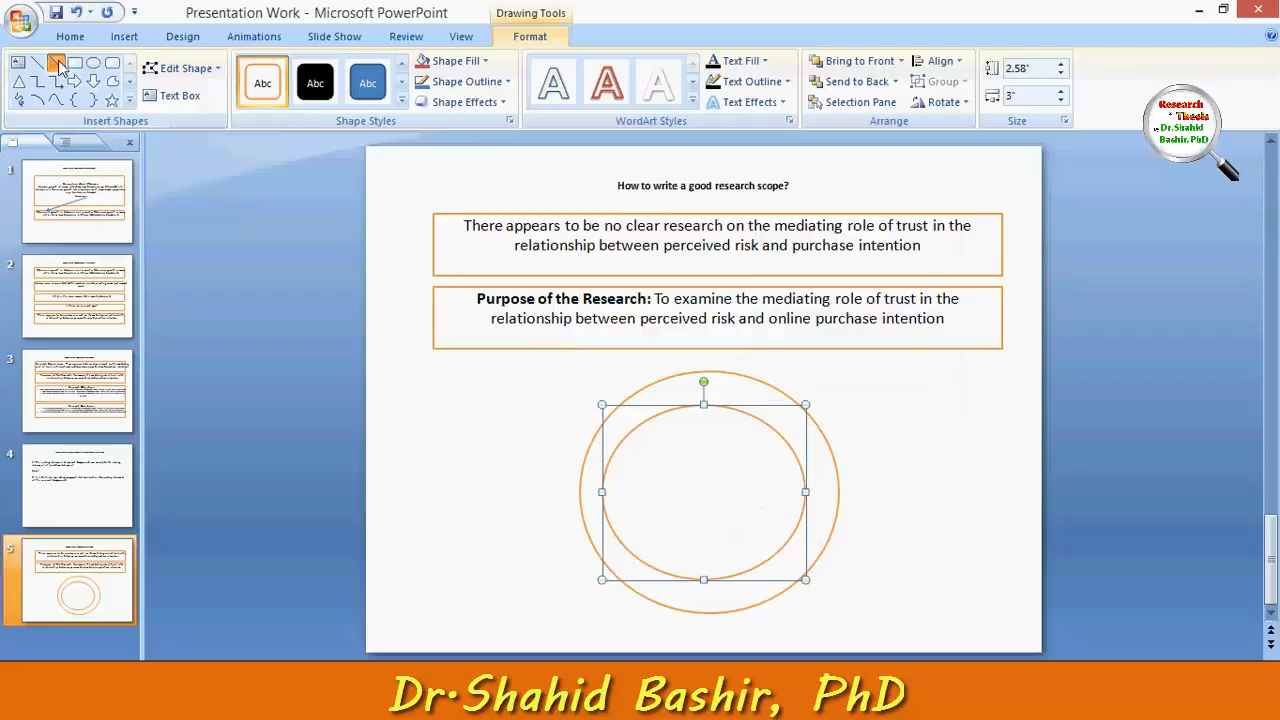 Presentation Work - Microsoft PowerPoint
Drawing Tools
Home Insert Design Animations Slide Show Review View Format
Edit Shape
Text Box
Insert Shapes
Abc Abc Abc
Shape Fill
Shape Outline
Shape Effects
Shape Styles
A A A
Text Fill
Text Outline
Text Effects
WordArt Styles
Bring to Front
Send to Back
Selection Pane
Align
Group
Rotate
Arrange
2.58"
3"
Size
Research
Thesis
by Dr.Shahid
Bashir, PhD
1
2
3
4
5
How to write a good research scope?
There appears to be no clear research on the mediating role of trust in the
relationship between perceived risk and purchase intention
Purpose of the Research: To examine the mediating role of trust in the
relationship between perceived risk and online purchase intention
Dr.Shahid Bashir, PhD